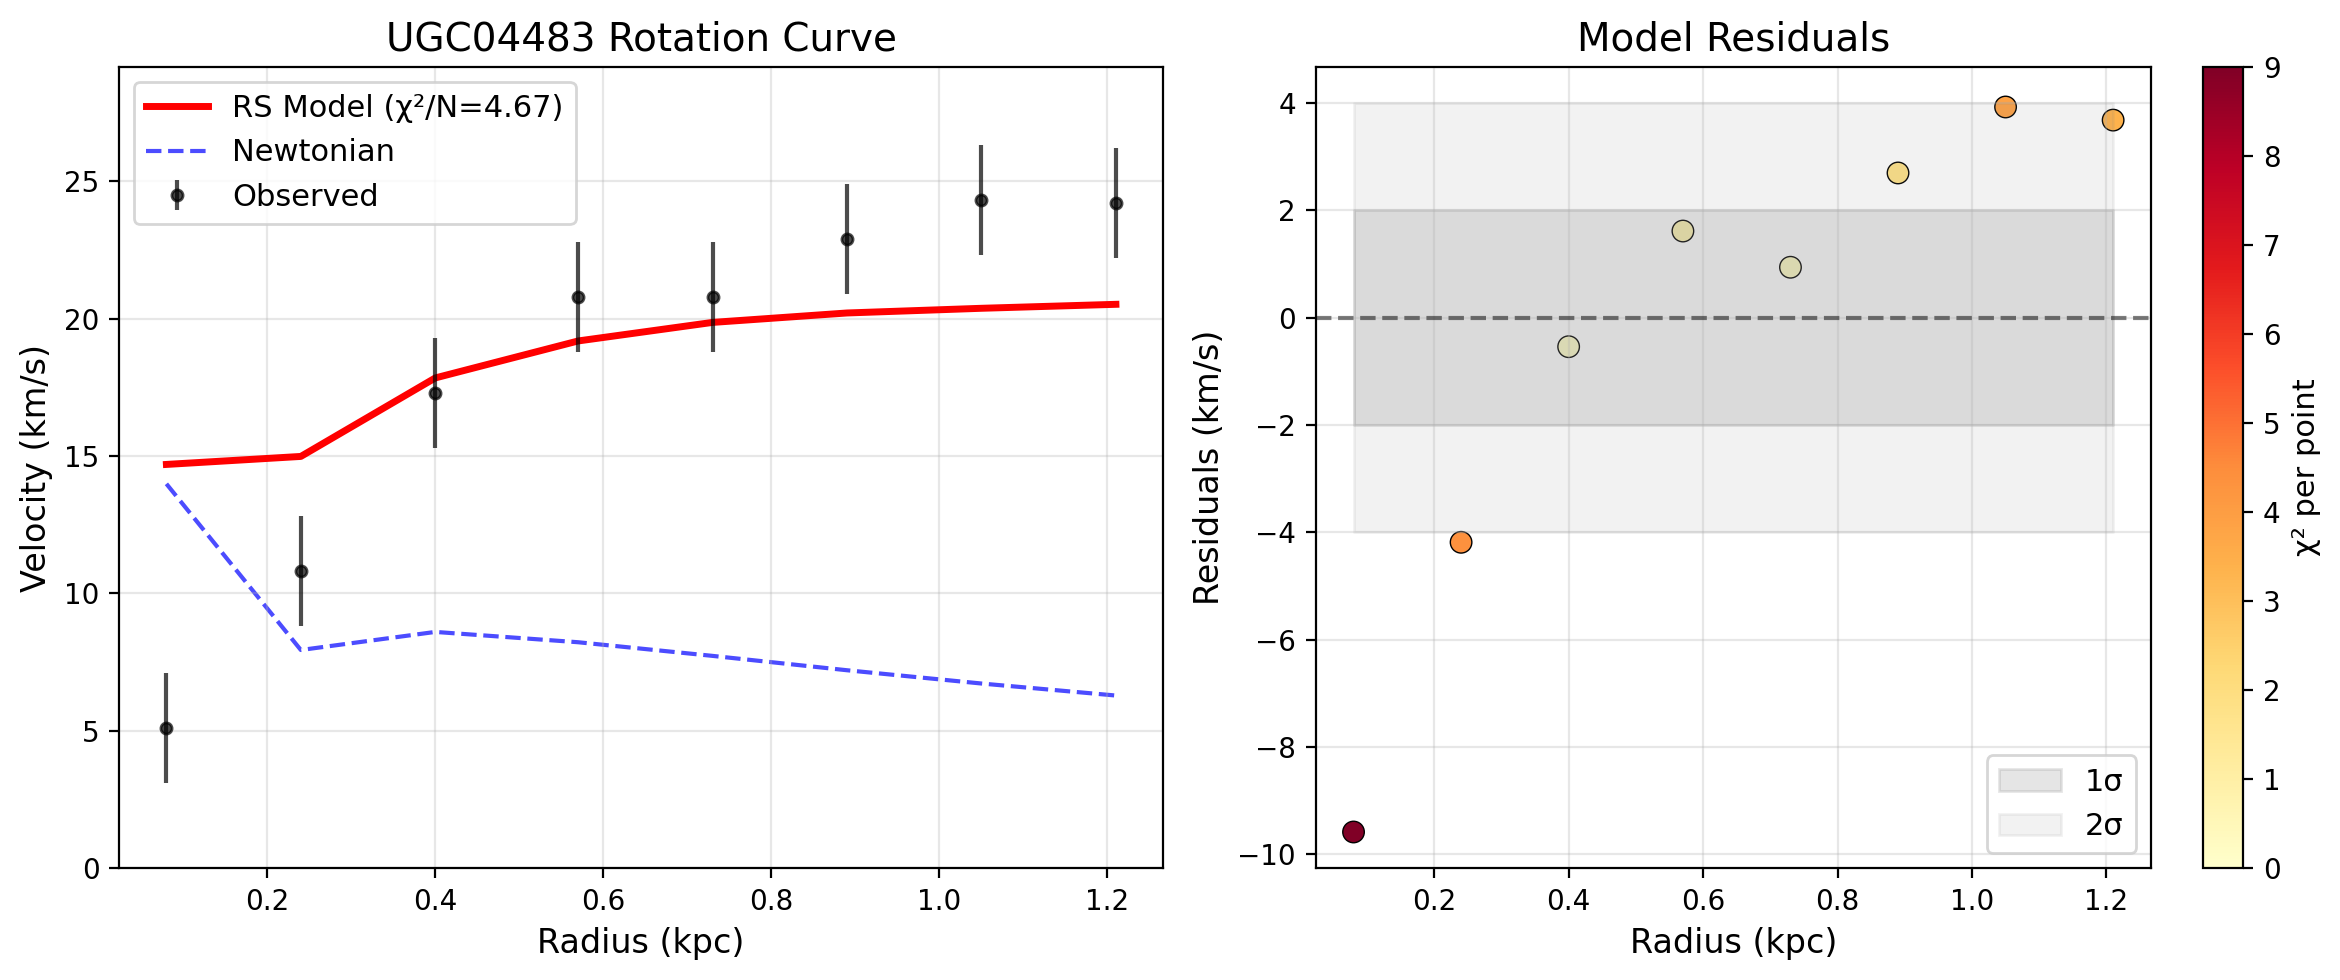 UGC04483 Rotation Curve
RS Model (χ²/N=4.67)
Newtonian
Observed
25
20
15
10
5
0
Velocity (km/s)
0.2 0.4 0.6 0.8 1.0 1.2
Radius (kpc)
Model Residuals
4
2
0
−2
−4
−6
−8
−10
Residuals (km/s)
1σ
2σ
0.2 0.4 0.6 0.8 1.0 1.2
Radius (kpc)
9
8
7
6
5
4
3
2
1
0
χ² per point